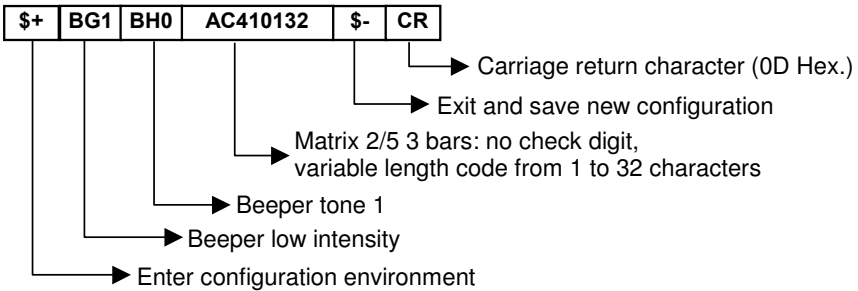 $+ BG1 BH0 AC410132 $- CR
Carriage return character (0D Hex.)
Exit and save new configuration
Matrix 2/5 3 bars: no check digit,
variable length code from 1 to 32 characters
Beeper tone 1
Beeper low intensity
Enter configuration environment